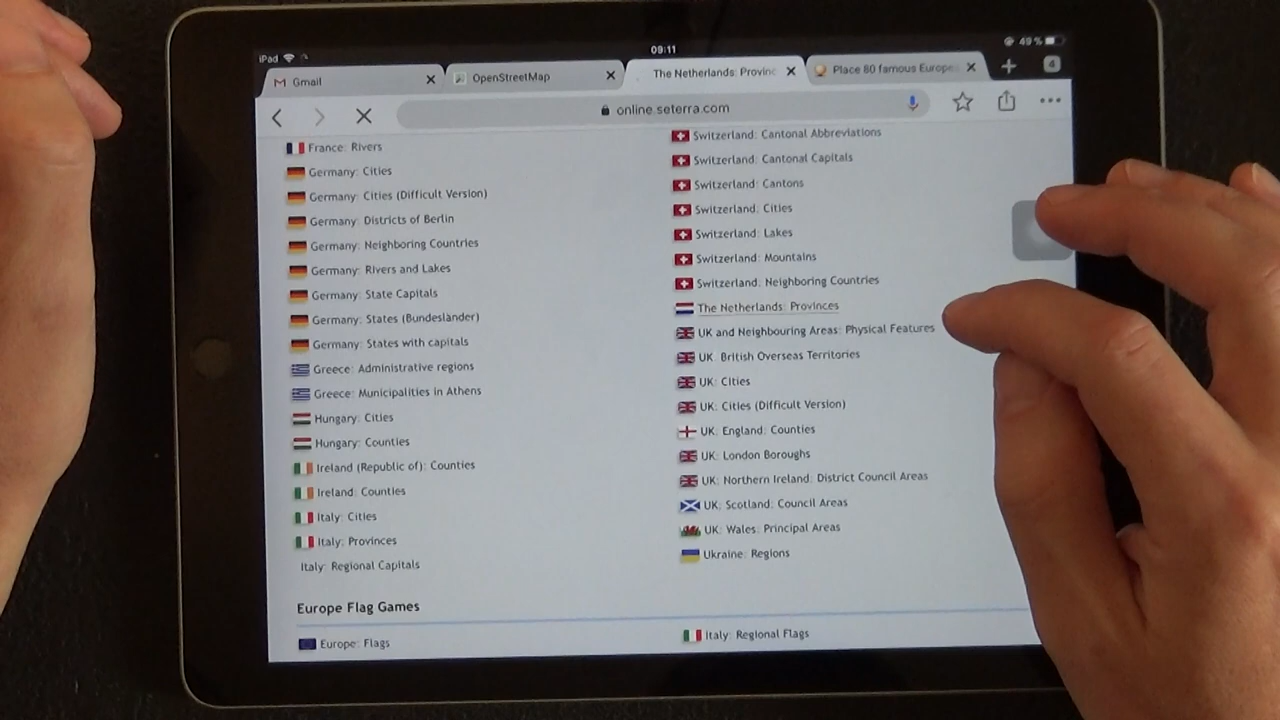 iPad
09:11
49 %
Gmail
OpenStreetMap
The Netherlands: Provinc
Place 80 famous Europe
4
online.seterra.com
France: Rivers
Germany: Cities
Germany: Cities (Difficult Version)
Germany: Districts of Berlin
Germany: Neighboring Countries
Germany: Rivers and Lakes
Germany: State Capitals
Germany: States (Bundesländer)
Germany: States with capitals
Greece: Administrative regions
Greece: Municipalities in Athens
Hungary: Cities
Hungary: Counties
Ireland (Republic of): Counties
Ireland: Counties
Italy: Cities
Italy: Provinces
Italy: Regional Capitals
Switzerland: Cantonal Abbreviations
Switzerland: Cantonal Capitals
Switzerland: Cantons
Switzerland: Cities
Switzerland: Lakes
Switzerland: Mountains
Switzerland: Neighboring Countries
The Netherlands: Provinces
UK and Neighbouring Areas: Physical Features
UK: British Overseas Territories
UK: Cities
UK: Cities (Difficult Version)
UK: England: Counties
UK: London Boroughs
UK: Northern Ireland: District Council Areas
UK: Scotland: Council Areas
UK: Wales: Principal Areas
Ukraine: Regions
Europe Flag Games
Europe: Flags
Italy: Regional Flags